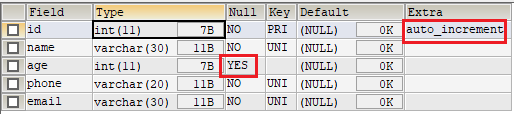 Field Type Null Key Default Extra
id int(11) 7B NO PRI (NULL) 0K auto_increment
name varchar(30) 11B NO UNI (NULL) 0K
age int(11) 7B YES (NULL) 0K
phone varchar(20) 11B NO UNI (NULL) 0K
email varchar(30) 11B NO UNI (NULL) 0K